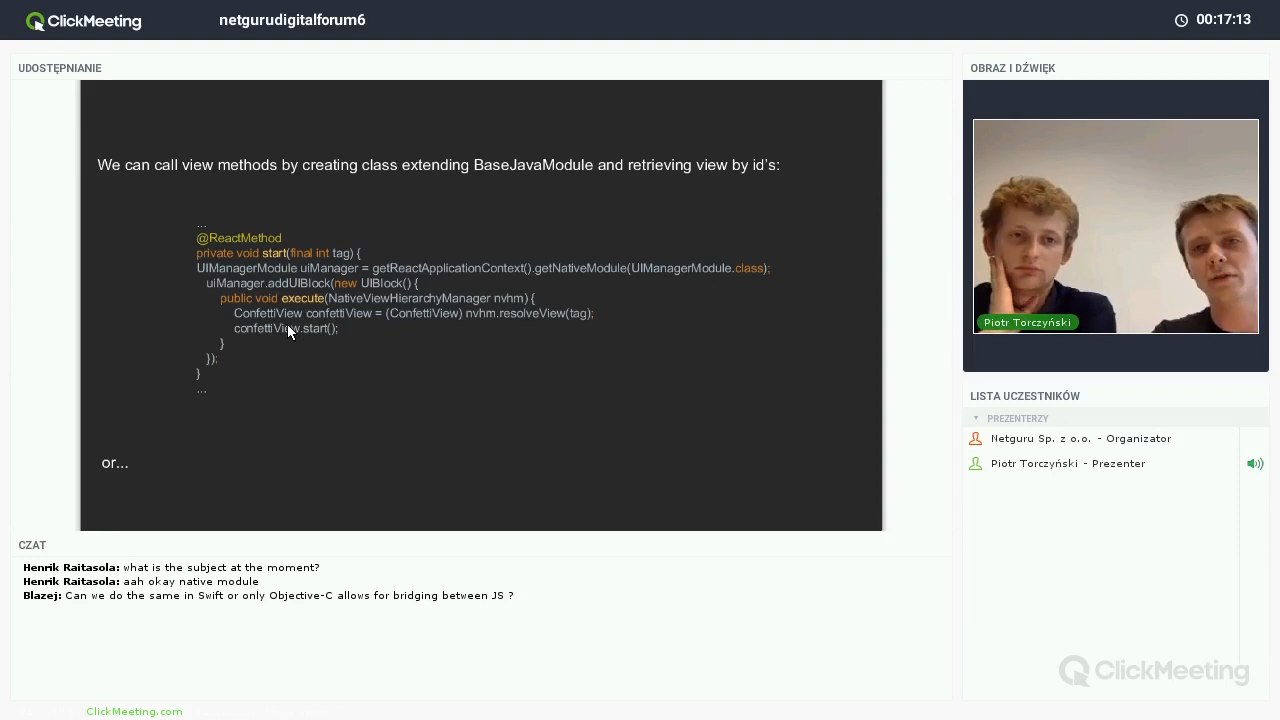 ClickMeeting
netgurudigitalforum6
00:17:13
UDOSTĘPNIANIE
OBRAZ I DŹWIĘK
We can call view methods by creating class extending BaseJavaModule and retrieving view by id's:
...
@ReactMethod
private void start(final int tag) {
UIManagerModule uiManager = getReactApplicationContext().getNativeModule(UIManagerModule.class);
uiManager.addUIBlock(new UIBlock() {
public void execute(NativeViewHierarchyManager nvhm) {
ConfettiView confettiView = (ConfettiView) nvhm.resolveView(tag);
confettiView.start();
}
});
}
...
or...
Piotr Torczyński
LISTA UCZESTNIKÓW
PREZENTERZY
Netguru Sp. z o.o. - Organizator
Piotr Torczyński - Prezenter
CZAT
Henrik Raitasola: what is the subject at the moment?
Henrik Raitasola: aah okay native module
Blazej: Can we do the same in Swift or only Objective-C allows for bridging between JS ?
ClickMeeting
ClickMeeting.com